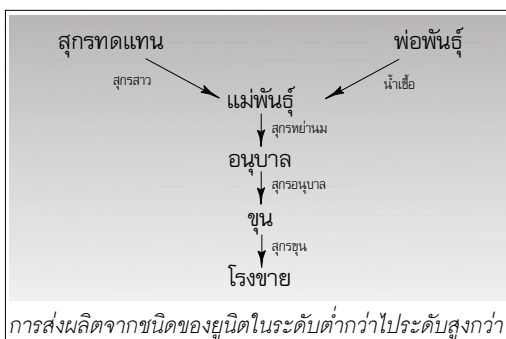 สุกรทดแทน พ่อพันธุ์
สุกรสาว น้ำเชื้อ
แม่พันธุ์
สุกรหย่านม
อนุบาล
สุกรอนุบาล
ขุน
สุกรขุน
โรงขาย
การส่งผลิตจากชนิดของยูนิตในระดับต่ำกว่าไประดับสูงกว่า